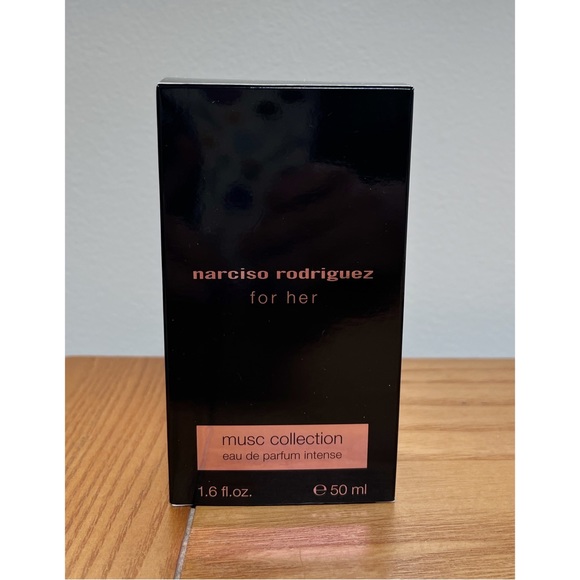 narciso rodriguez
for her
musc collection
eau de parfum intense
1.6 fl.oz. ℮ 50 ml